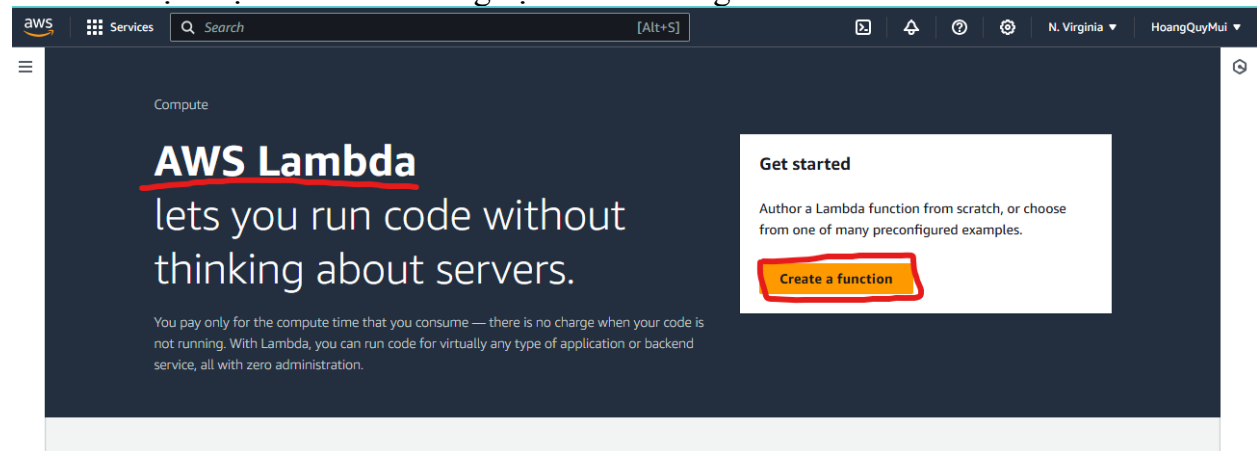 aws Services Search [Alt+S] N. Virginia ▼ HoangQuyMui ▼
Compute
AWS Lambda
lets you run code without
thinking about servers.
You pay only for the compute time that you consume — there is no charge when your code is
not running. With Lambda, you can run code for virtually any type of application or backend
service, all with zero administration.
Get started
Author a Lambda function from scratch, or choose
from one of many preconfigured examples.
Create a function